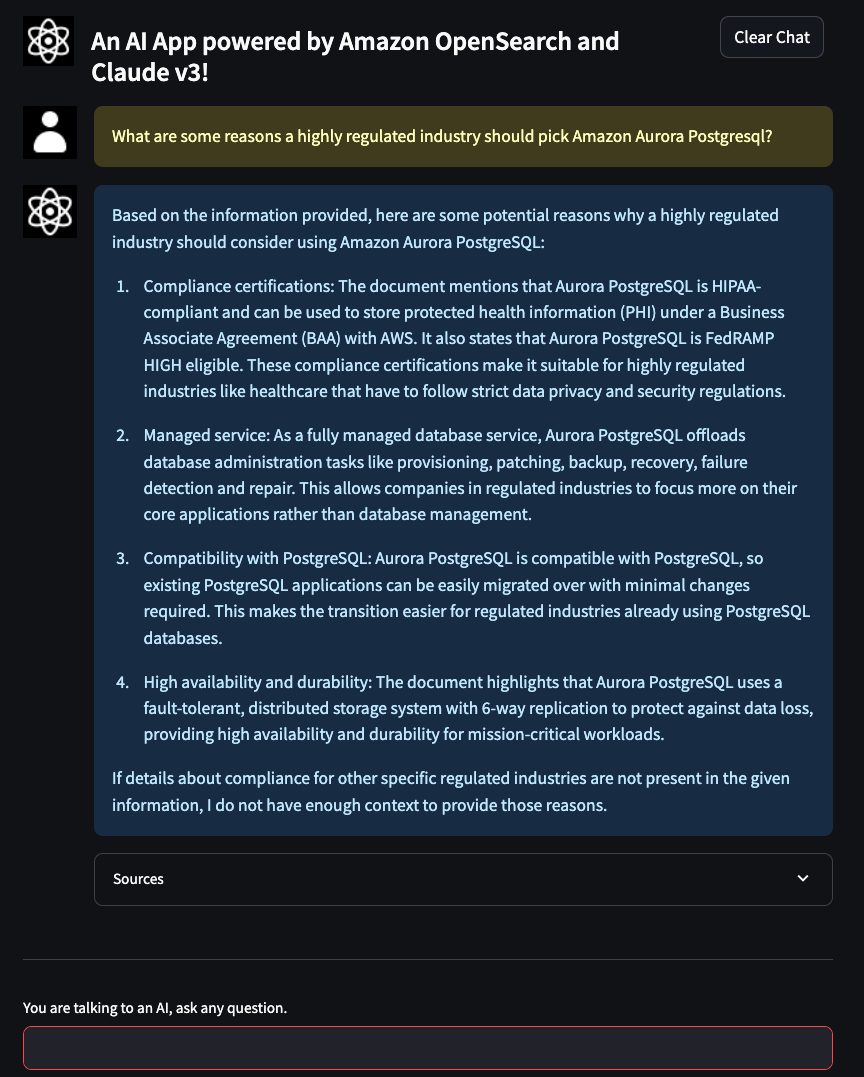 An AI App powered by Amazon OpenSearch and
Claude v3!
Clear Chat
What are some reasons a highly regulated industry should pick Amazon Aurora Postgresql?
Based on the information provided, here are some potential reasons why a highly regulated
industry should consider using Amazon Aurora PostgreSQL:
1. Compliance certifications: The document mentions that Aurora PostgreSQL is HIPAA-
compliant and can be used to store protected health information (PHI) under a Business
Associate Agreement (BAA) with AWS. It also states that Aurora PostgreSQL is FedRAMP
HIGH eligible. These compliance certifications make it suitable for highly regulated
industries like healthcare that have to follow strict data privacy and security regulations.
2. Managed service: As a fully managed database service, Aurora PostgreSQL offloads
database administration tasks like provisioning, patching, backup, recovery, failure
detection and repair. This allows companies in regulated industries to focus more on their
core applications rather than database management.
3. Compatibility with PostgreSQL: Aurora PostgreSQL is compatible with PostgreSQL, so
existing PostgreSQL applications can be easily migrated over with minimal changes
required. This makes the transition easier for regulated industries already using PostgreSQL
databases.
4. High availability and durability: The document highlights that Aurora PostgreSQL uses a
fault-tolerant, distributed storage system with 6-way replication to protect against data loss,
providing high availability and durability for mission-critical workloads.
If details about compliance for other specific regulated industries are not present in the given
information, I do not have enough context to provide those reasons.
Sources
You are talking to an AI, ask any question.